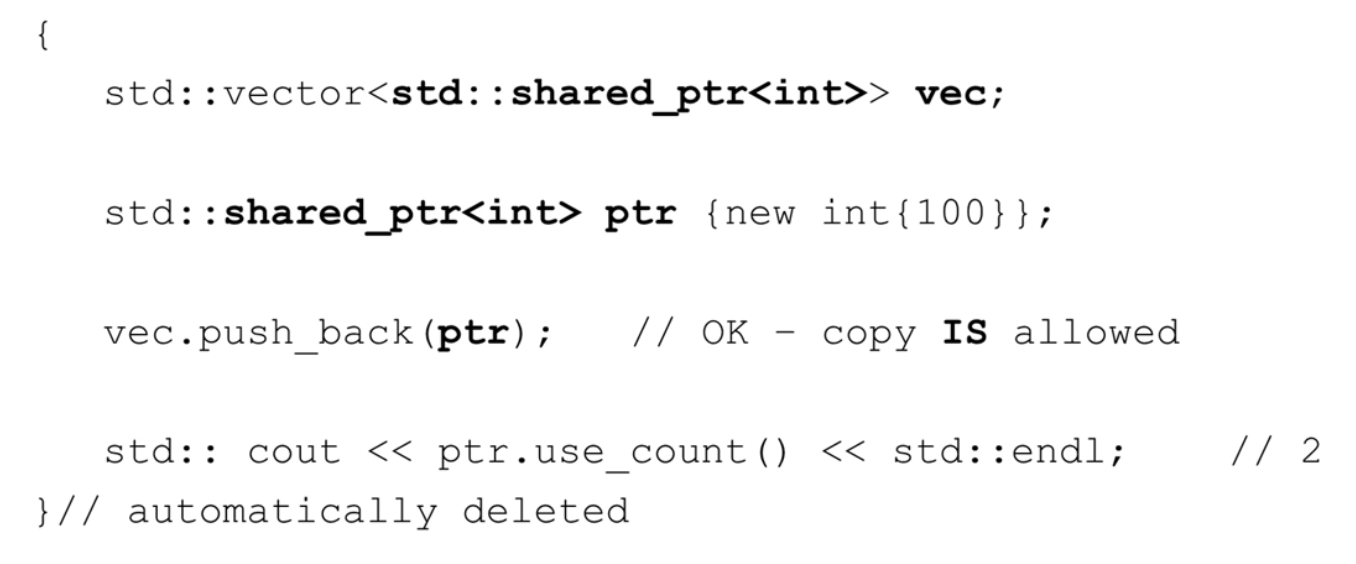 {
std::vector<std::shared_ptr<int>> vec;
std::shared_ptr<int> ptr {new int{100}};
vec.push_back(ptr); // OK – copy IS allowed
std:: cout << ptr.use_count() << std::endl; // 2
}// automatically deleted